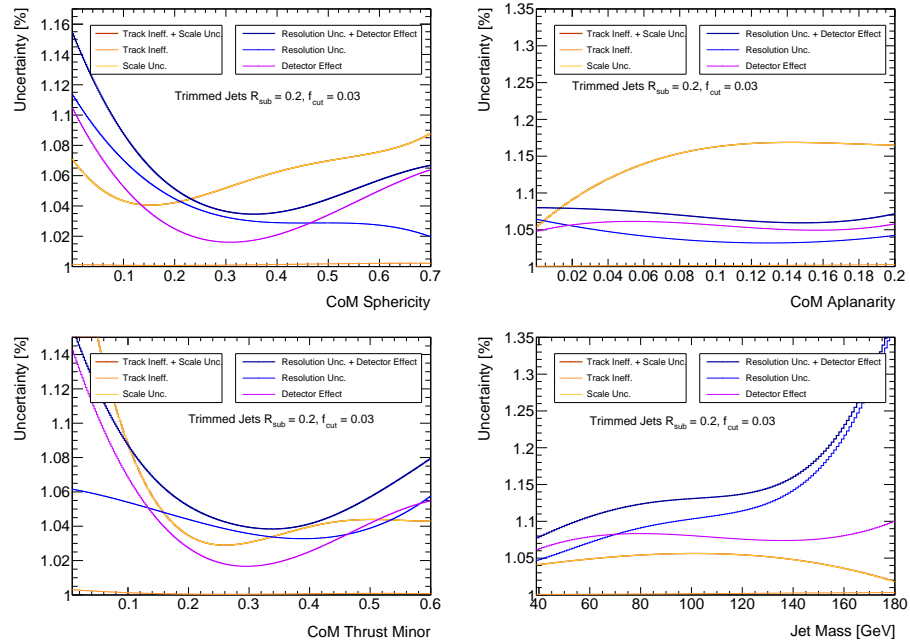 Uncertainty [%]
1.16
1.14
1.12
1.1
1.08
1.06
1.04
1.02
1
Track Ineff. + Scale Unc.
Track Ineff.
Scale Unc.
Resolution Unc. + Detector Effect
Resolution Unc.
Detector Effect
Trimmed Jets R_sub = 0.2, f_cut = 0.03
0.1 0.2 0.3 0.4 0.5 0.6 0.7
CoM Sphericity
Uncertainty [%]
1.35
1.3
1.25
1.2
1.15
1.1
1.05
1
Track Ineff. + Scale Unc.
Track Ineff.
Scale Unc.
Resolution Unc. + Detector Effect
Resolution Unc.
Detector Effect
Trimmed Jets R_sub = 0.2, f_cut = 0.03
0.02 0.04 0.06 0.08 0.1 0.12 0.14 0.16 0.18 0.2
CoM Aplanarity
Uncertainty [%]
1.14
1.12
1.1
1.08
1.06
1.04
1.02
1
Track Ineff. + Scale Unc.
Track Ineff.
Scale Unc.
Resolution Unc. + Detector Effect
Resolution Unc.
Detector Effect
Trimmed Jets R_sub = 0.2, f_cut = 0.03
0.1 0.2 0.3 0.4 0.5 0.6
CoM Thrust Minor
Uncertainty [%]
1.35
1.3
1.25
1.2
1.15
1.1
1.05
1
Track Ineff. + Scale Unc.
Track Ineff.
Scale Unc.
Resolution Unc. + Detector Effect
Resolution Unc.
Detector Effect
Trimmed Jets R_sub = 0.2, f_cut = 0.03
40 60 80 100 120 140 160 180
Jet Mass [GeV]